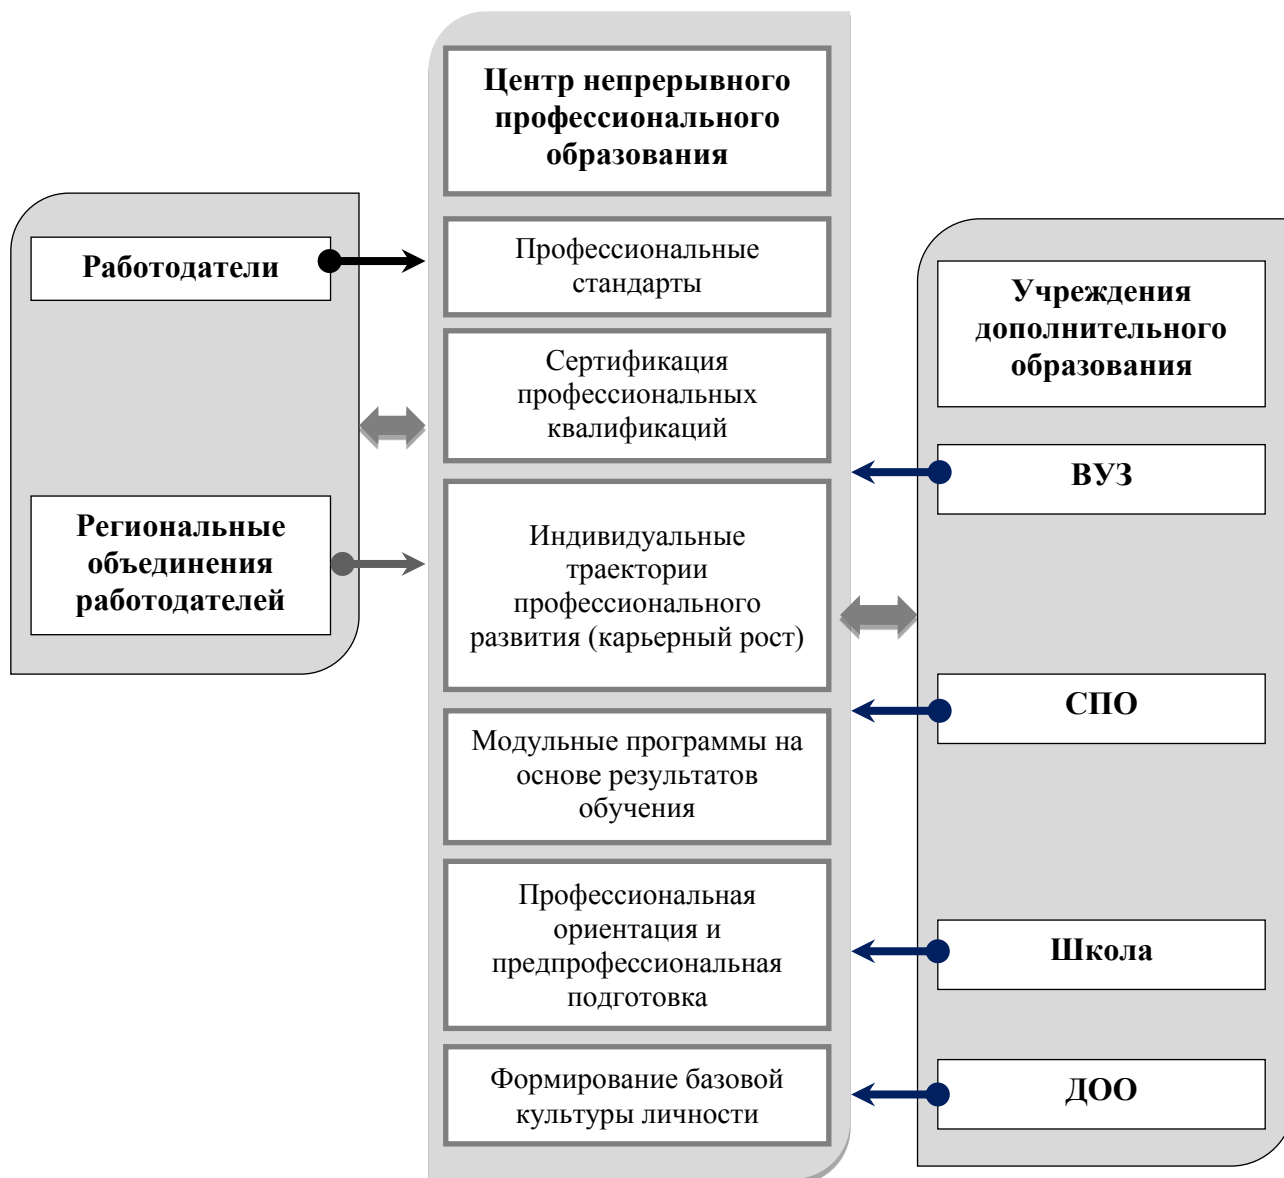 Центр непрерывного
профессионального
образования
Профессиональные
стандарты
Сертификация
профессиональных
квалификаций
Индивидуальные
траектории
профессионального
развития (карьерный рост)
Модульные программы на
основе результатов
обучения
Профессиональная
ориентация и
предпрофессиональная
подготовка
Формирование базовой
культуры личности
Работодатели
Региональные
объединения
работодателей
Учреждения
дополнительного
образования
ВУЗ
СПО
Школа
ДОО